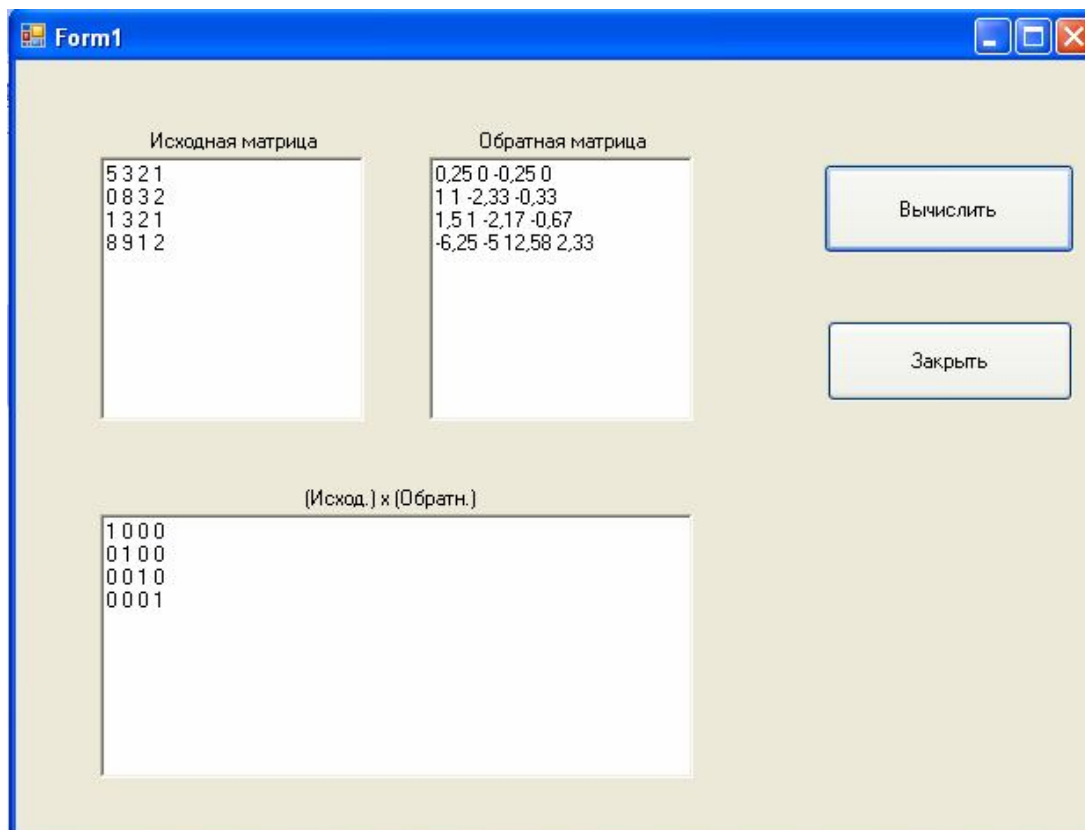 Form1
Исходная матрица
5 3 2 1
0 8 3 2
1 3 2 1
8 9 1 2
Обратная матрица
0,25 0 -0,25 0
1 1 -2,33 -0,33
1,5 1 -2,17 -0,67
-6,25 -5 12,58 2,33
Вычислить
Закрыть
(Исход.) x (Обратн.)
1 0 0 0
0 1 0 0
0 0 1 0
0 0 0 1